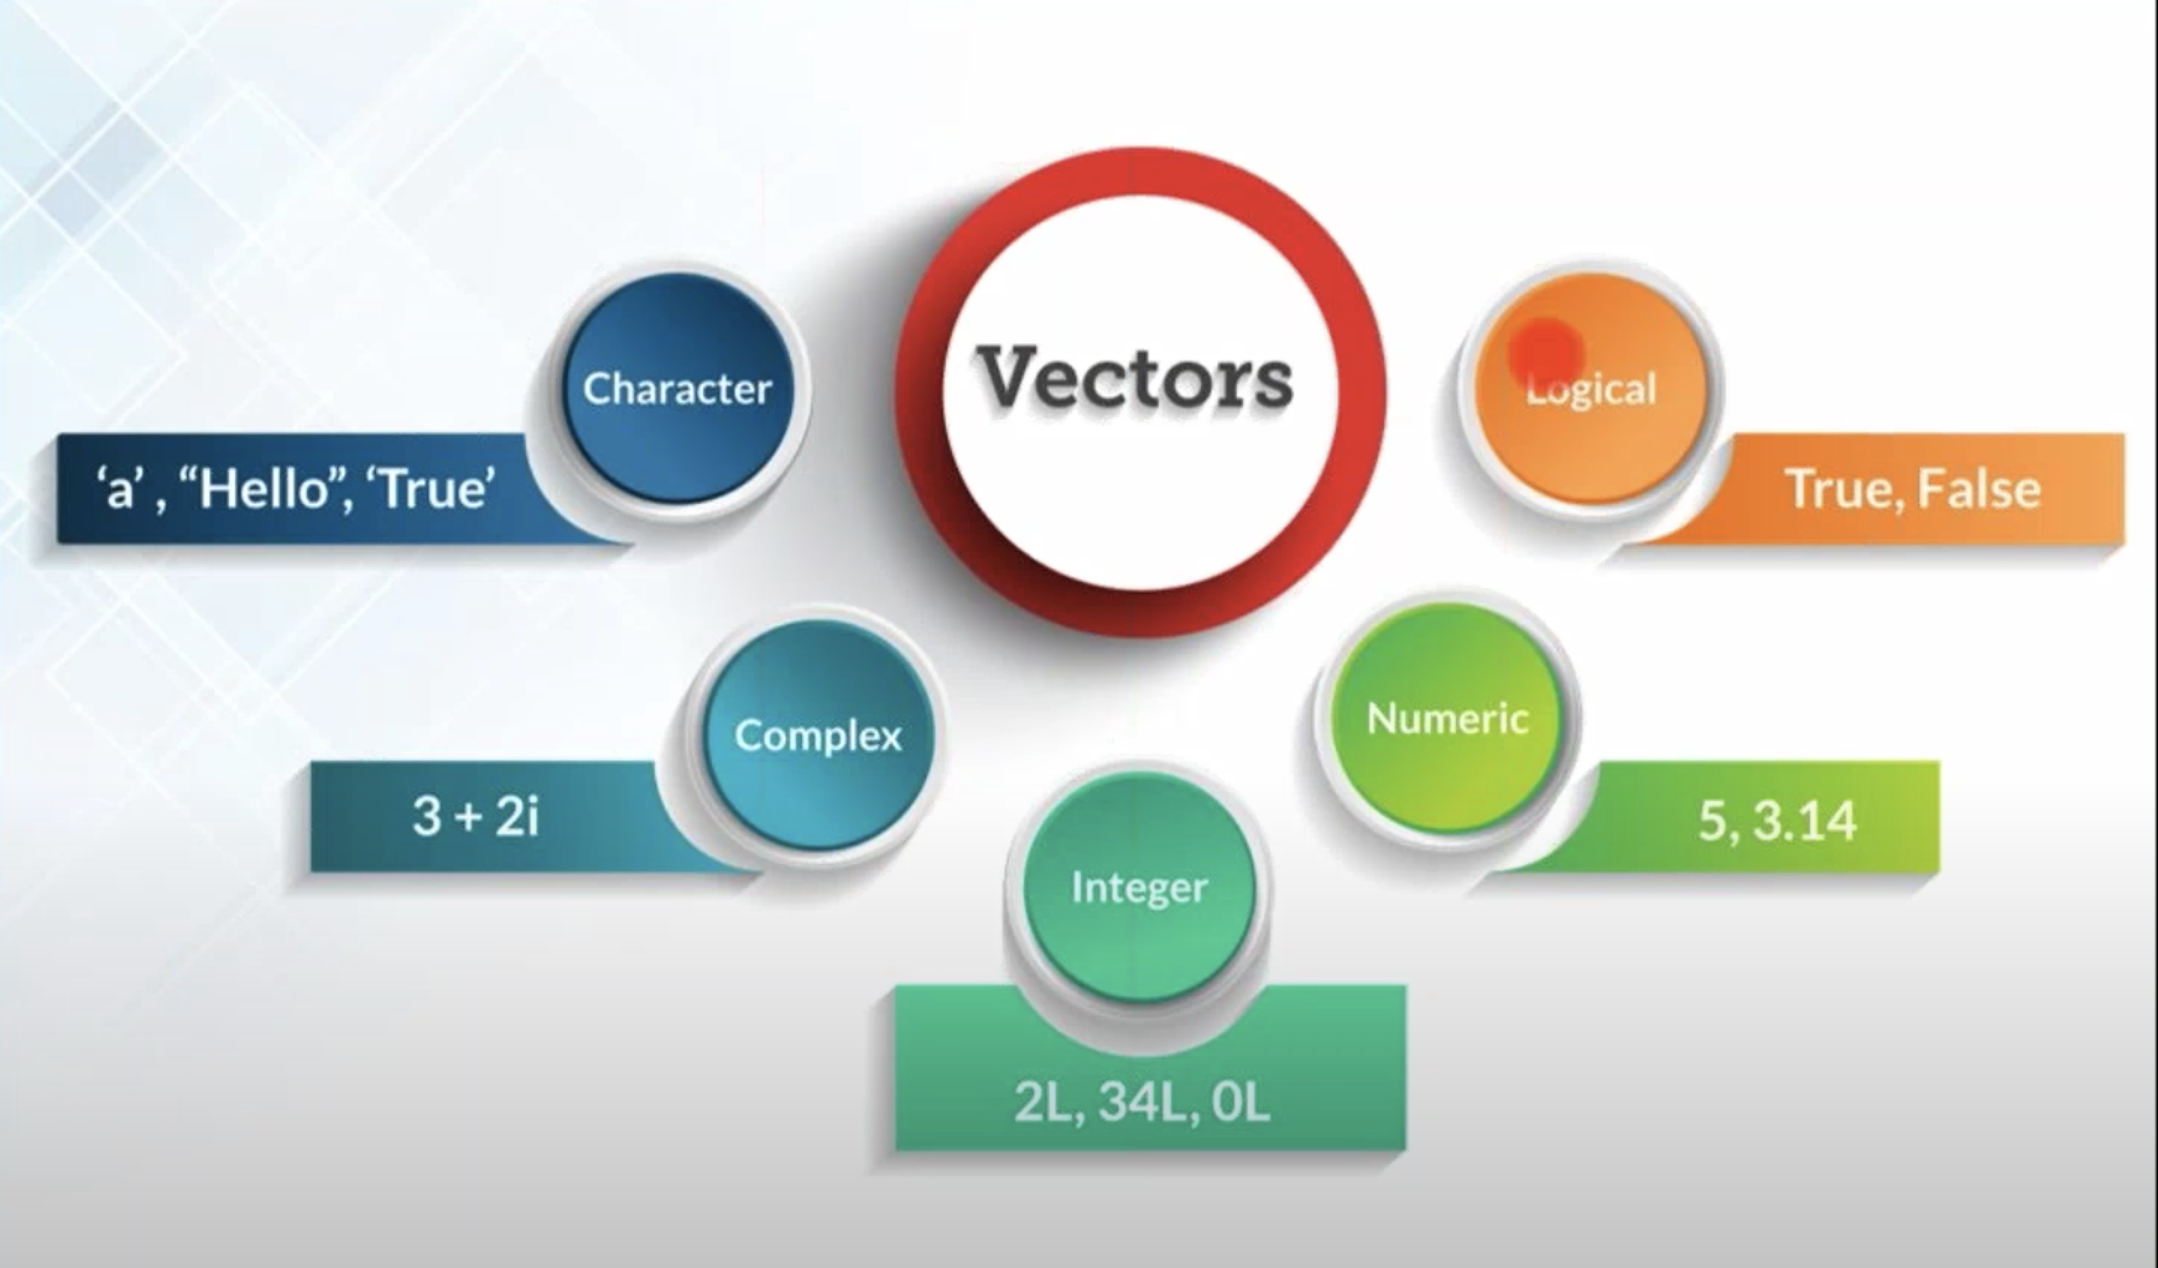 Vectors
Character
‘a’ , “Hello”, ‘True’
Logical
True, False
Complex
3 + 2i
Numeric
5, 3.14
Integer
2L, 34L, 0L